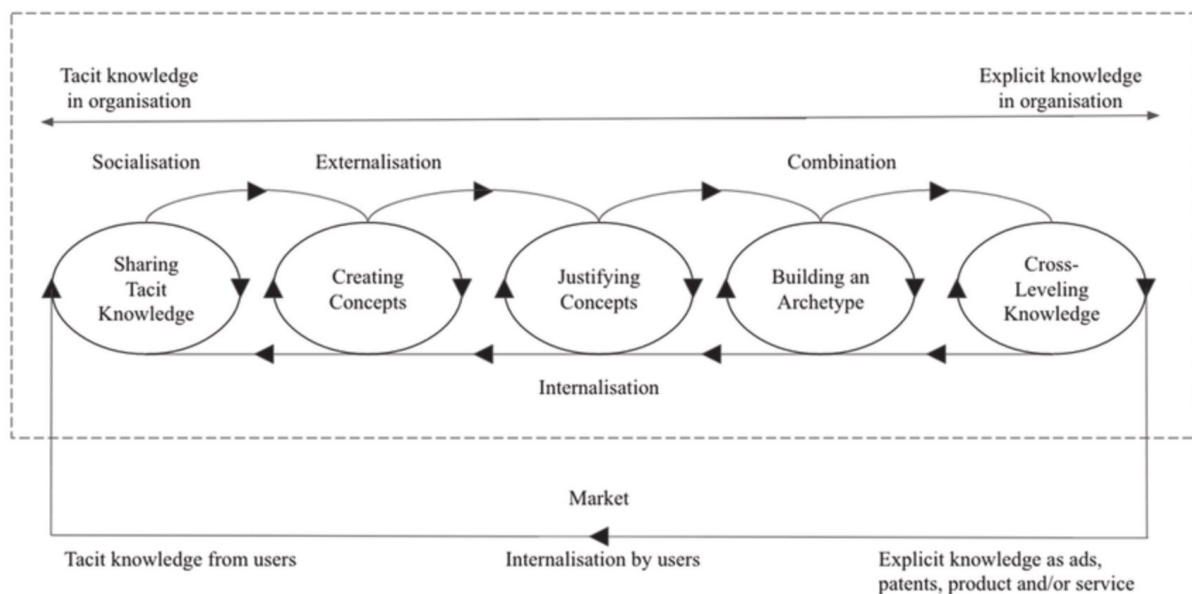 Tacit knowledge
in organisation
Explicit knowledge
in organisation
Socialisation
Externalisation
Combination
Sharing
Tacit
Knowledge
Creating
Concepts
Justifying
Concepts
Building an
Archetype
Cross-
Leveling
Knowledge
Internalisation
Market
Tacit knowledge from users
Internalisation by users
Explicit knowledge as ads,
patents, product and/or service